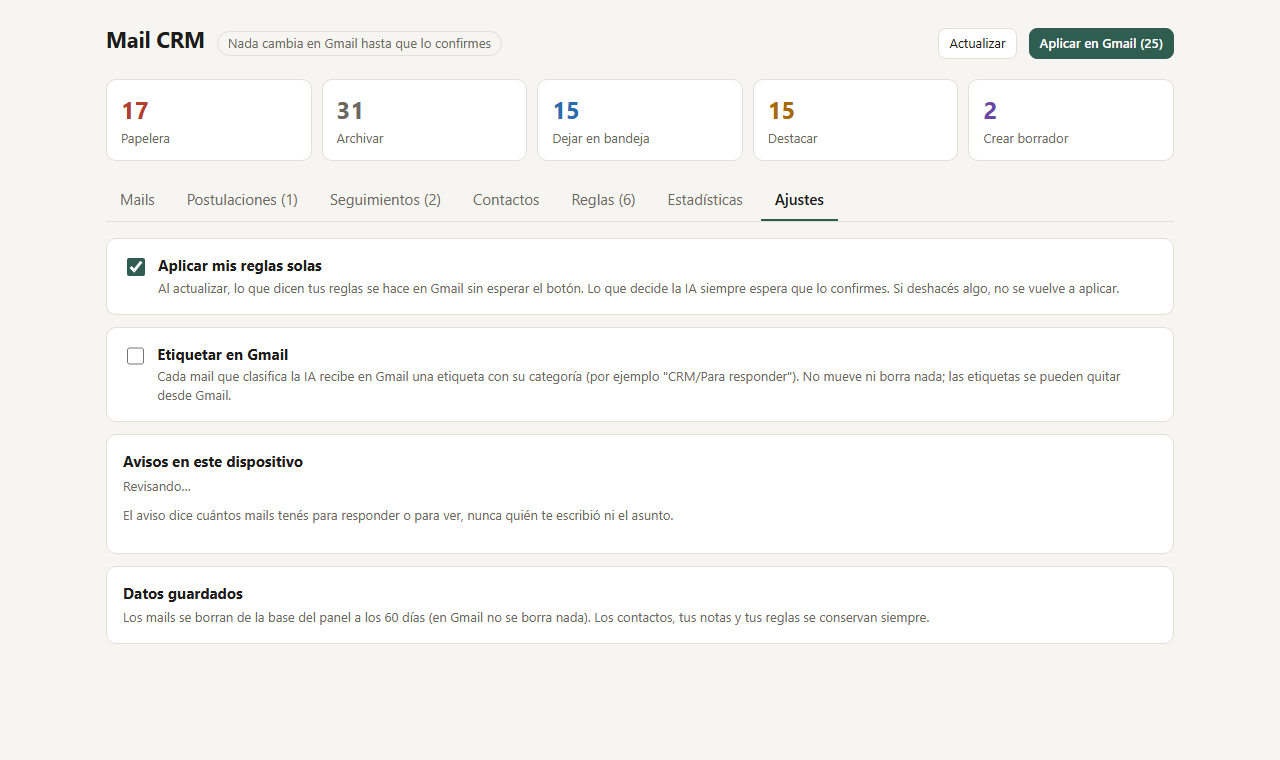 Mail CRM
Nada cambia en Gmail hasta que lo confirmes
Actualizar
Aplicar en Gmail (25)
17
Papelera
31
Archivar
15
Dejar en bandeja
15
Destacar
2
Crear borrador
Mails
Postulaciones (1)
Seguimientos (2)
Contactos
Reglas (6)
Estadísticas
Ajustes
Aplicar mis reglas solas
Al actualizar, lo que dicen tus reglas se hace en Gmail sin esperar el botón. Lo que decide la IA siempre espera que lo confirmes. Si deshacés algo, no se vuelve a aplicar.
Etiquetar en Gmail
Cada mail que clasifica la IA recibe en Gmail una etiqueta con su categoría (por ejemplo "CRM/Para responder"). No mueve ni borra nada; las etiquetas se pueden quitar
desde Gmail.
Avisos en este dispositivo
Revisando...
El aviso dice cuántos mails tenés para responder o para ver, nunca quién te escribió ni el asunto.
Datos guardados
Los mails se borran de la base del panel a los 60 días (en Gmail no se borra nada). Los contactos, tus notas y tus reglas se conservan siempre.